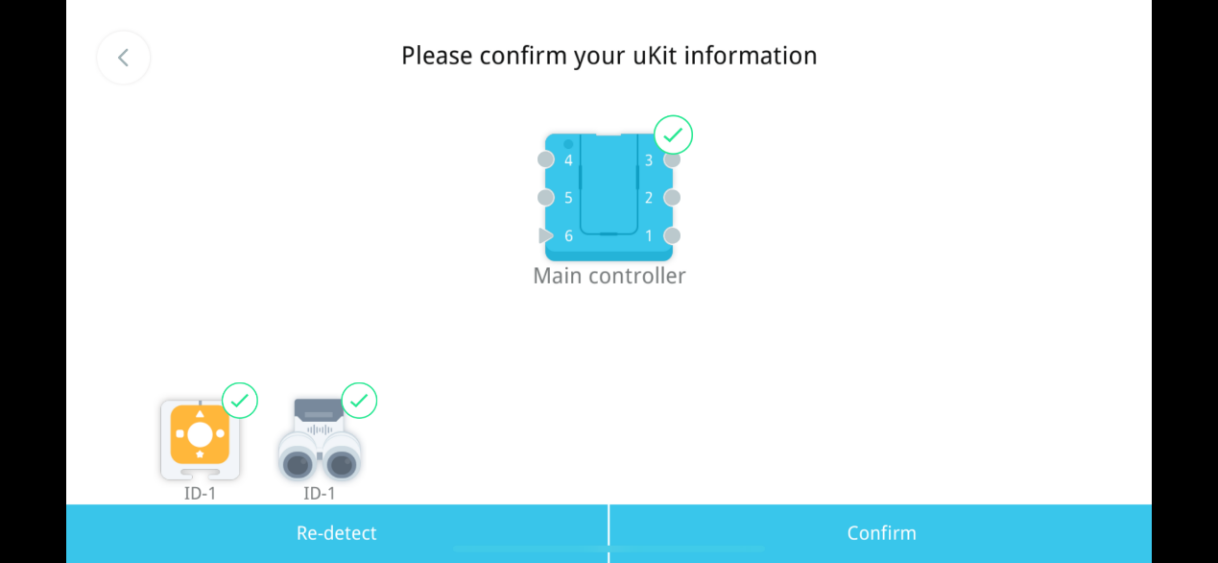 Please confirm your uKit information
4 3
5 2
6 1
Main controller
ID-1 ID-1
Re-detect Confirm